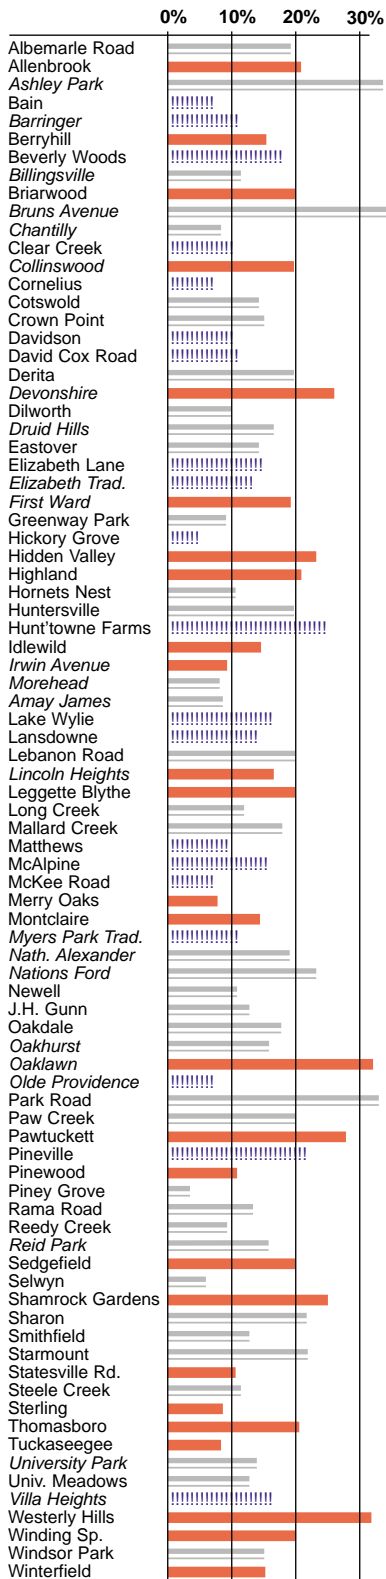 0% 10% 20% 30%
Albemarle Road
Allenbrook
Ashley Park
Bain
Barringer
Berryhill
Beverly Woods
Billingsville
Briarwood
Bruns Avenue
Chantilly
Clear Creek
Collinswood
Cornelius
Cotswold
Crown Point
Davidson
David Cox Road
Derita
Devonshire
Dilworth
Druid Hills
Eastover
Elizabeth Lane
Elizabeth Trad.
First Ward
Greenway Park
Hickory Grove
Hidden Valley
Highland
Hornets Nest
Huntersville
Hunt'towne Farms
Idlewild
Irwin Avenue
Morehead
Amay James
Lake Wylie
Lansdowne
Lebanon Road
Lincoln Heights
Leggette Blythe
Long Creek
Mallard Creek
Matthews
McAlpine
McKee Road
Merry Oaks
Montclaire
Myers Park Trad.
Nath. Alexander
Nations Ford
Newell
J.H. Gunn
Oakdale
Oakhurst
Oaklawn
Olde Providence
Park Road
Paw Creek
Pawtuckett
Pineville
Pinewood
Piney Grove
Rama Road
Reedy Creek
Reid Park
Sedgefield
Selwyn
Shamrock Gardens
Sharon
Smithfield
Starmount
Statesville Rd.
Steele Creek
Sterling
Thomasboro
Tuckaseegee
University Park
Univ. Meadows
Villa Heights
Westerly Hills
Winding Sp.
Windsor Park
Winterfield